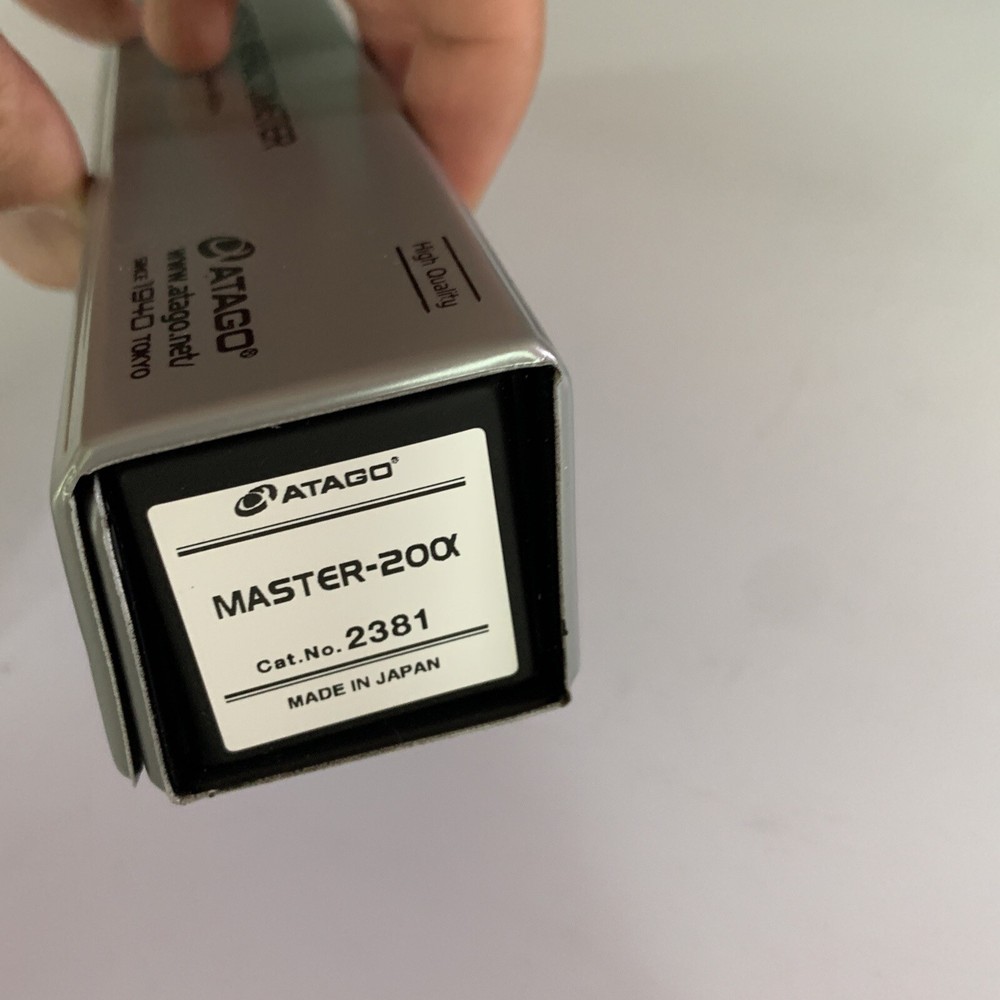 High Quality
ATAGO®
www.atago.net/
SINCE 1940 TOKYO
ATAGO®
MASTER-20α
Cat.No. 2381
MADE IN JAPAN